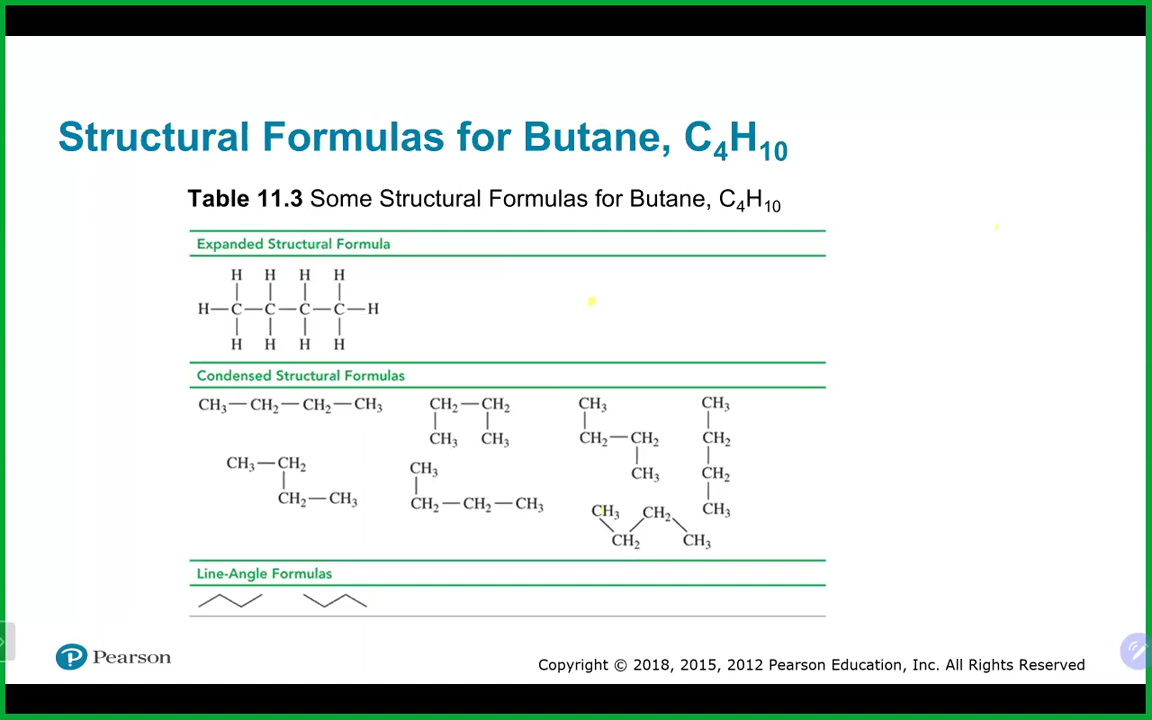 Structural Formulas for Butane, C₄H₁₀
Table 11.3 Some Structural Formulas for Butane, C₄H₁₀
Expanded Structural Formula
H H H H
H—C—C—C—C—H
H H H H
Condensed Structural Formulas
CH₃—CH₂—CH₂—CH₃
CH₂—CH₂
CH₃ CH₃
CH₃
CH₂—CH₂
CH₃
CH₃
CH₂
CH₂
CH₃
CH₃—CH₂
CH₂—CH₃
CH₃
CH₂—CH₂—CH₃
CH₃ CH₂
CH₂ CH₃
Line-Angle Formulas
P Pearson
Copyright © 2018, 2015, 2012 Pearson Education, Inc. All Rights Reserved